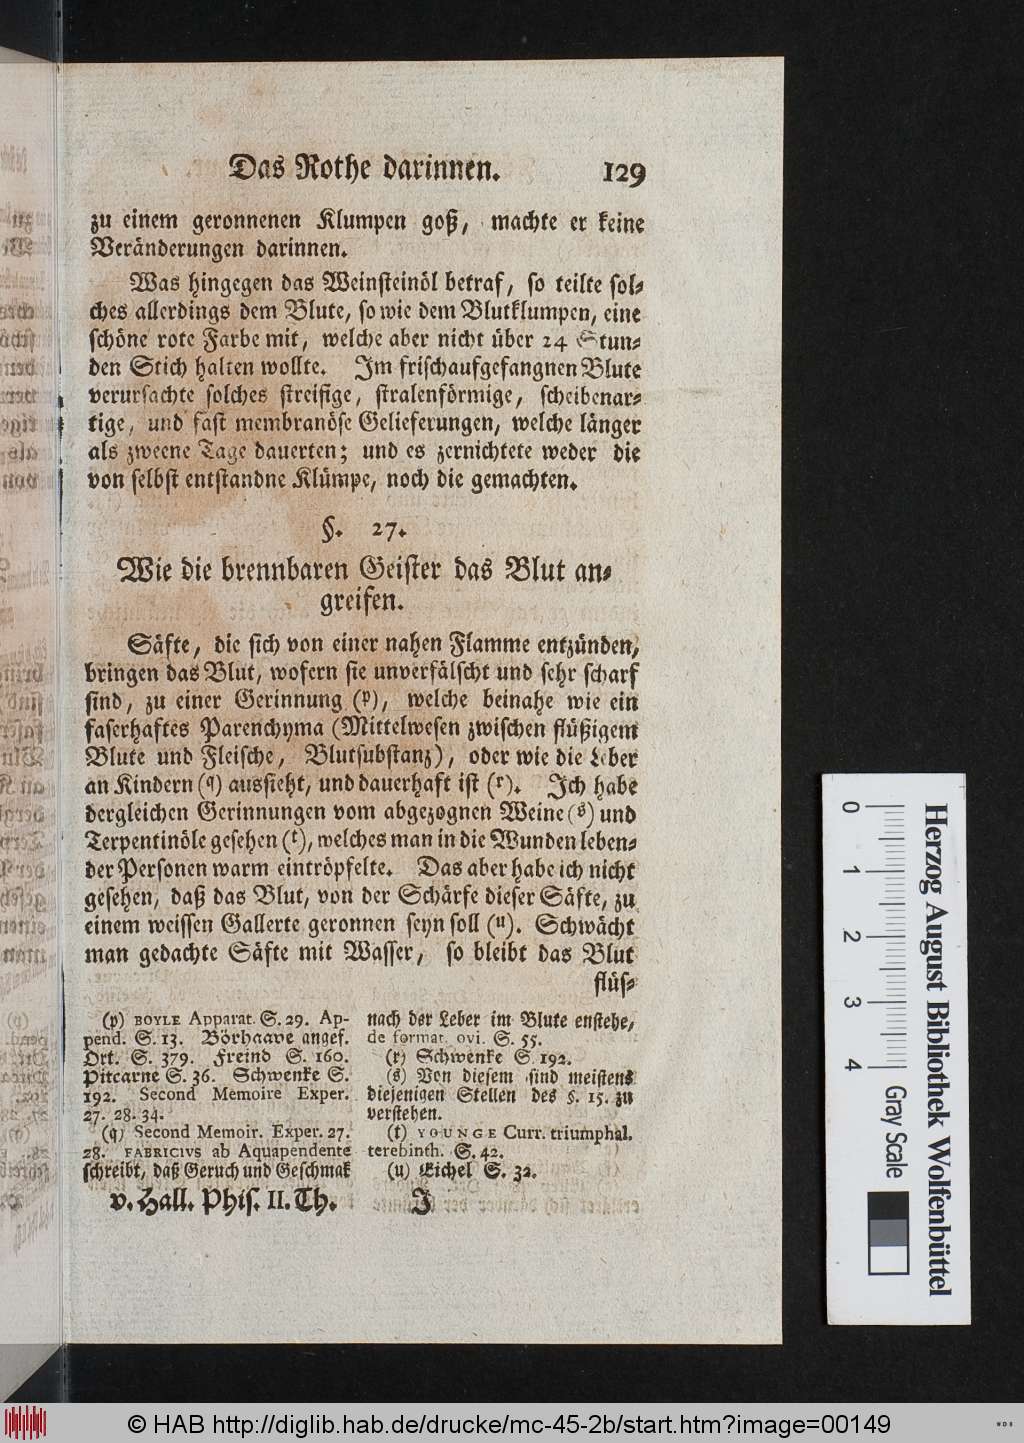 Das Rothe darinnen. 129
zu einem geronnenen Klumpen goß, machte er keine
Veränderungen darinnen.
Was hingegen das Weinsteinöl betraf, so teilte sol-
ches allerdings dem Blute, so wie dem Blutklumpen, eine
schöne rote Farbe mit, welche aber nicht über 24 Stun-
den Stich halten wollte. Im frischaufgefangnen Blute
verursachte solches streifige, stralenförmige, scheibenar-
tige, und fast membranöse Gelieferungen, welche länger
als zweene Tage dauerten; und es zernichtete weder die
von selbst entstandne Klümpe, noch die gemachten.
§. 27.
Wie die brennbaren Geister das Blut an-
greifen.
Säfte, die sich von einer nahen Flamme entzünden,
bringen das Blut, wofern sie unverfälscht und sehr scharf
sind, zu einer Gerinnung (p), welche beinahe wie ein
faserhaftes Parenchyma (Mittelwesen zwischen flüßigem
Blute und Fleische, Blutsubstanz), oder wie die Leber
an Kindern (q) aussieht, und dauerhaft ist (r). Ich habe
dergleichen Gerinnungen vom abgezognen Weine (s) und
Terpentinöle gesehen (t), welches man in die Wunden leben-
der Personen warm eintröpfelte. Das aber habe ich nicht
gesehen, daß das Blut, von der Schärfe dieser Säfte, zu
einem weissen Gallerte geronnen seyn soll (u). Schwächt
man gedachte Säfte mit Wasser, so bleibt das Blut
flüs-
(p) BOYLE Apparat. S. 29. Ap-
pend. S. 13. Börhaave angef.
Ort. S. 379. Freind S. 160.
Pitcarne S. 36. Schwenke S.
192. Second Memoire Exper.
27. 28. 34.
(q) Second Memoir. Exper. 27.
28. FABRICIVS ab Aquapendente
schreibt, daß Geruch und Geschmak
nach der Leber im Blute enstehe,
de format. ovi. S. 55.
(r) Schwenke S. 192.
(s) Von diesem sind meistens
diejenigen Stellen des §. 15. zu
verstehen.
(t) YOUNGE Curr. triumphal.
terebinth. S. 42.
(u) Eichel S. 32.
v. Hall. Phis. II. Th. I
0 1 2 3 4
Herzog August Bibliothek Wolfenbüttel
Gray Scale
© HAB http://diglib.hab.de/drucke/mc-45-2b/start.htm?image=00149
WDB